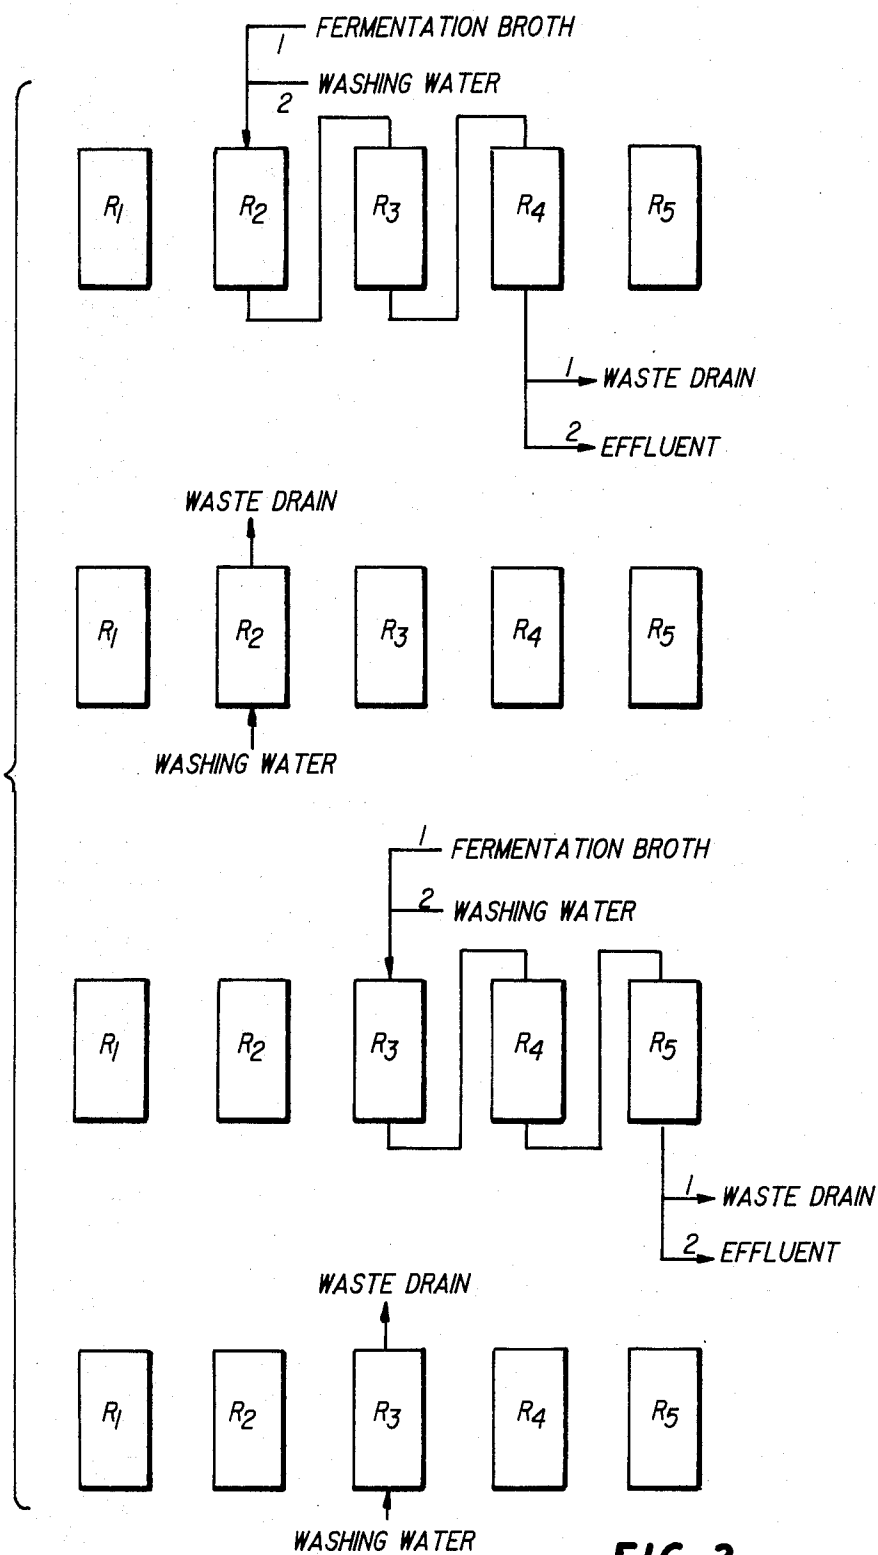 1 FERMENTATION BROTH
2 WASHING WATER
R1 R2 R3 R4 R5
1 WASTE DRAIN
2 EFFLUENT
WASTE DRAIN
R1 R2 R3 R4 R5
WASHING WATER
1 FERMENTATION BROTH
2 WASHING WATER
R1 R2 R3 R4 R5
1 WASTE DRAIN
2 EFFLUENT
WASTE DRAIN
R1 R2 R3 R4 R5
WASHING WATER